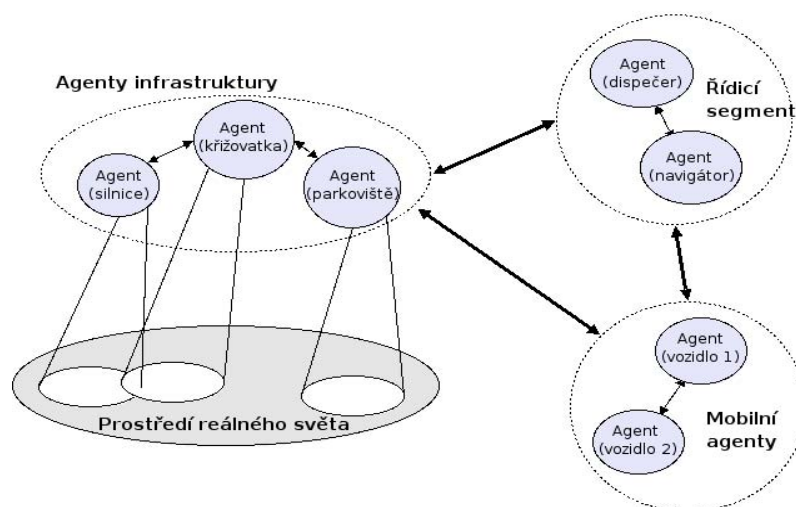 Agenty infrastruktury
Agent
(křižovatka)
Agent
(silnice)
Agent
(parkoviště)
Agent
(dispečer)
Řídicí
segment
Agent
(navigátor)
Prostředí reálného světa
Agent
(vozidlo 1)
Agent
(vozidlo 2)
Mobilní
agenty